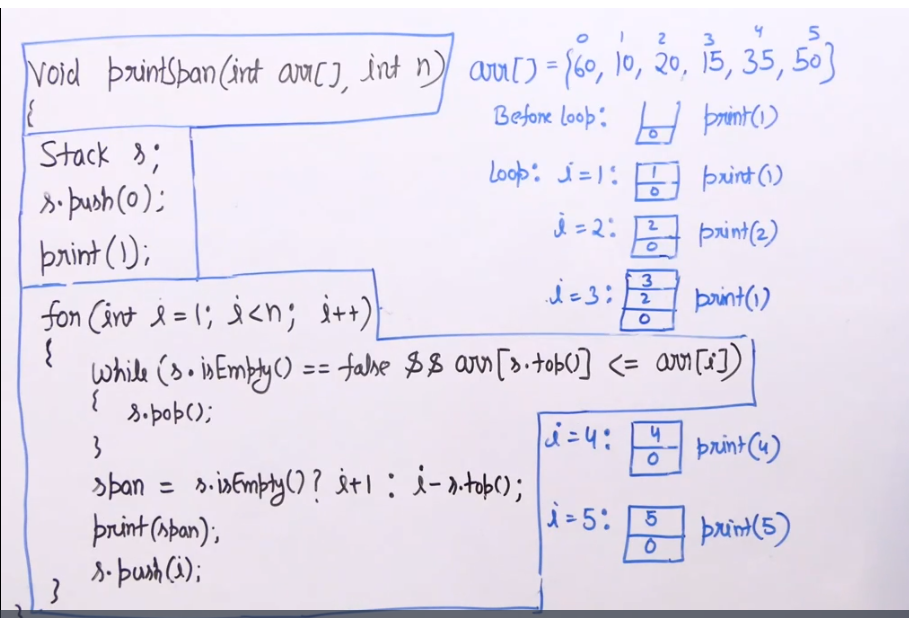 void printSpan(int arr[], int n)
{
Stack s;
s.push(0);
print(1);
for(int i=1; i<n; i++)
{
while(s.isEmpty() == false $$ arr[s.top()] <= arr[i])
{
s.pop();
}
span = s.isEmpty()? i+1 : i-s.top();
print(span);
s.push(i);
}
}
0 1 2 3 4 5
arr[] = {60, 10, 20, 15, 35, 50}
Before loop: 0 print(1)
Loop: i=1: 1 0 print(1)
i=2: 2 0 print(2)
i=3: 3 2 0 print(1)
i=4: 4 0 print(4)
i=5: 5 0 print(5)